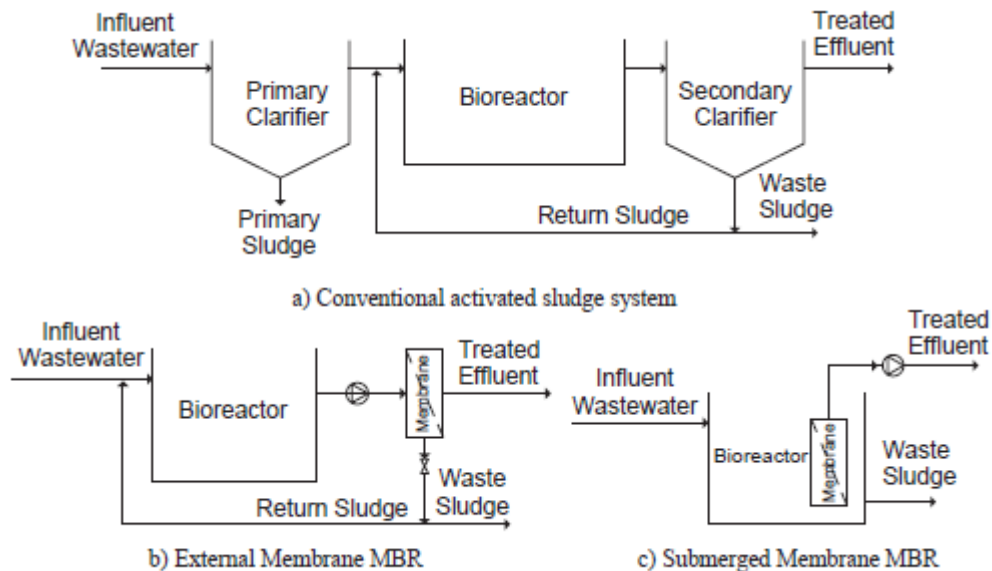 Influent
Wastewater
Primary
Clarifier
Primary
Sludge
Bioreactor
Secondary
Clarifier
Treated
Effluent
Waste
Sludge
Return Sludge
a) Conventional activated sludge system
Influent
Wastewater
Bioreactor
Membrane
Treated
Effluent
Waste
Sludge
Return Sludge
b) External Membrane MBR
Influent
Wastewater
Bioreactor
Membrane
Treated
Effluent
Waste
Sludge
c) Submerged Membrane MBR